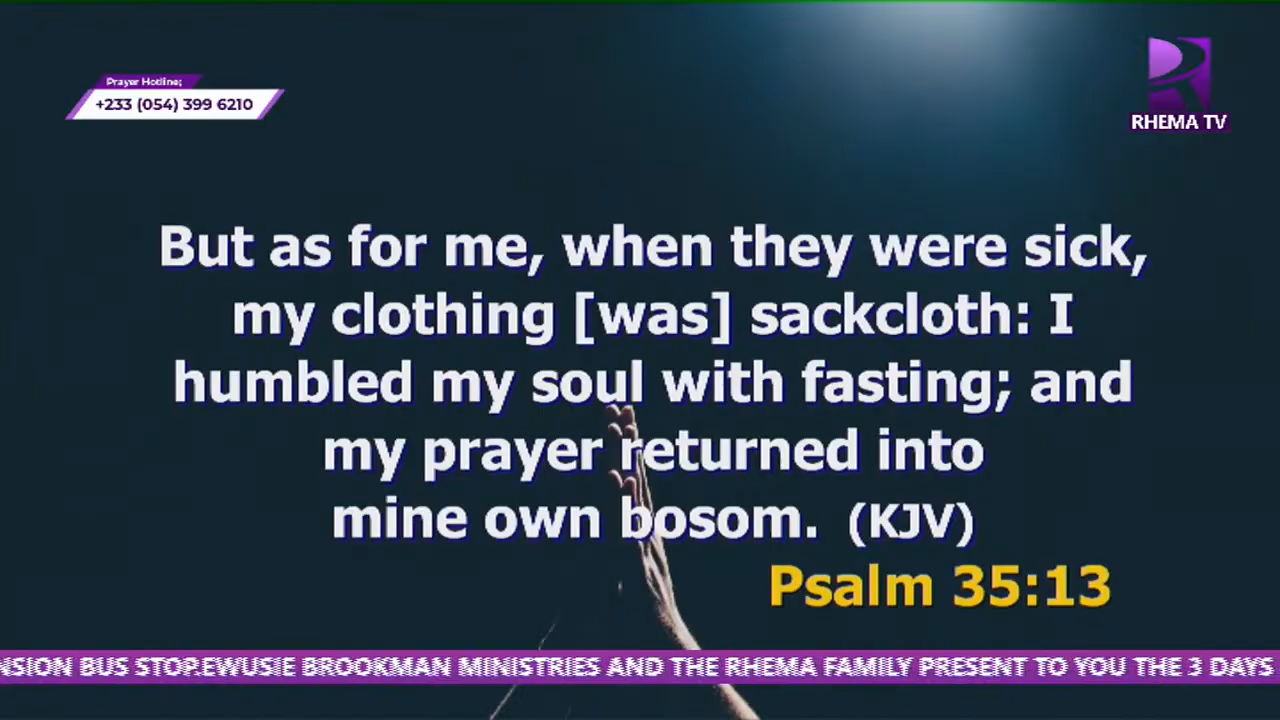 Prayer Hotline;
+233 (054) 399 6210
RHEMA TV
But as for me, when they were sick,
my clothing [was] sackcloth: I
humbled my soul with fasting; and
my prayer returned into
mine own bosom. (KJV)
Psalm 35:13
NSION BUS STOP.EWUSIE BROOKMAN MINISTRIES AND THE RHEMA FAMILY PRESENT TO YOU THE 3 DAYS